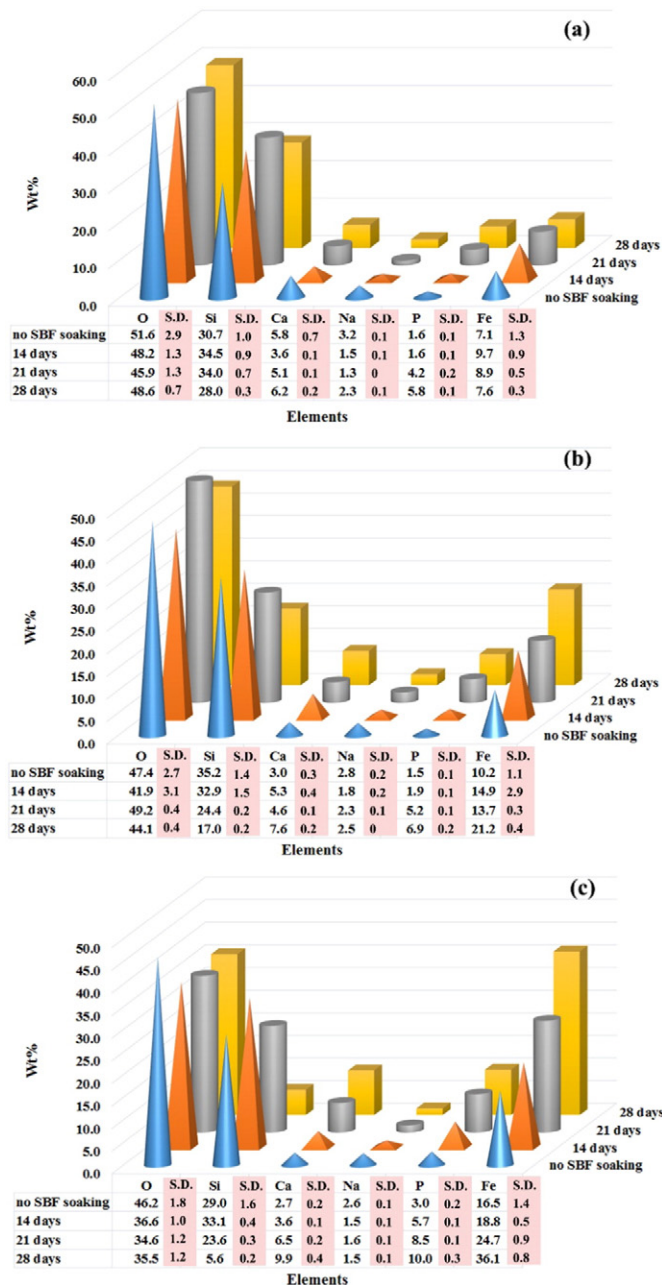 (a)
60.0
50.0
40.0
30.0
20.0
10.0
0.0
Wt%
28 days
21 days
14 days
no SBF soaking
O S.D. Si S.D. Ca S.D. Na S.D. P S.D. Fe S.D.
no SBF soaking 51.6 2.9 30.7 1.0 5.8 0.7 3.2 0.1 1.6 0.1 7.1 1.3
14 days 48.2 1.3 34.5 0.9 3.6 0.1 1.5 0.1 1.6 0.1 9.7 0.9
21 days 45.9 1.3 34.0 0.7 5.1 0.1 1.3 0 4.2 0.2 8.9 0.5
28 days 48.6 0.7 28.0 0.3 6.2 0.2 2.3 0.1 5.8 0.1 7.6 0.3
Elements
(b)
50.0
45.0
40.0
35.0
30.0
25.0
20.0
15.0
10.0
5.0
0.0
Wt%
28 days
21 days
14 days
no SBF soaking
O S.D. Si S.D. Ca S.D. Na S.D. P S.D. Fe S.D.
no SBF soaking 47.4 2.7 35.2 1.4 3.0 0.3 2.8 0.2 1.5 0.1 10.2 1.1
14 days 41.9 3.1 32.9 1.5 5.3 0.4 1.8 0.2 1.9 0.1 14.9 2.9
21 days 49.2 0.4 24.4 0.2 4.6 0.1 2.3 0.1 5.2 0.1 13.7 0.3
28 days 44.1 0.4 17.0 0.2 7.6 0.2 2.5 0 6.9 0.2 21.2 0.4
Elements
(c)
50.0
45.0
40.0
35.0
30.0
25.0
20.0
15.0
10.0
5.0
0.0
Wt%
28 days
21 days
14 days
no SBF soaking
O S.D. Si S.D. Ca S.D. Na S.D. P S.D. Fe S.D.
no SBF soaking 46.2 1.8 29.0 1.6 2.7 0.2 2.6 0.1 3.0 0.2 16.5 1.4
14 days 36.6 1.0 33.1 0.4 3.6 0.1 1.5 0.1 5.7 0.1 18.8 0.5
21 days 34.6 1.2 23.6 0.3 6.5 0.2 1.6 0.1 8.5 0.1 24.7 0.9
28 days 35.5 1.2 5.6 0.2 9.9 0.4 1.5 0.1 10.0 0.3 36.1 0.8
Elements